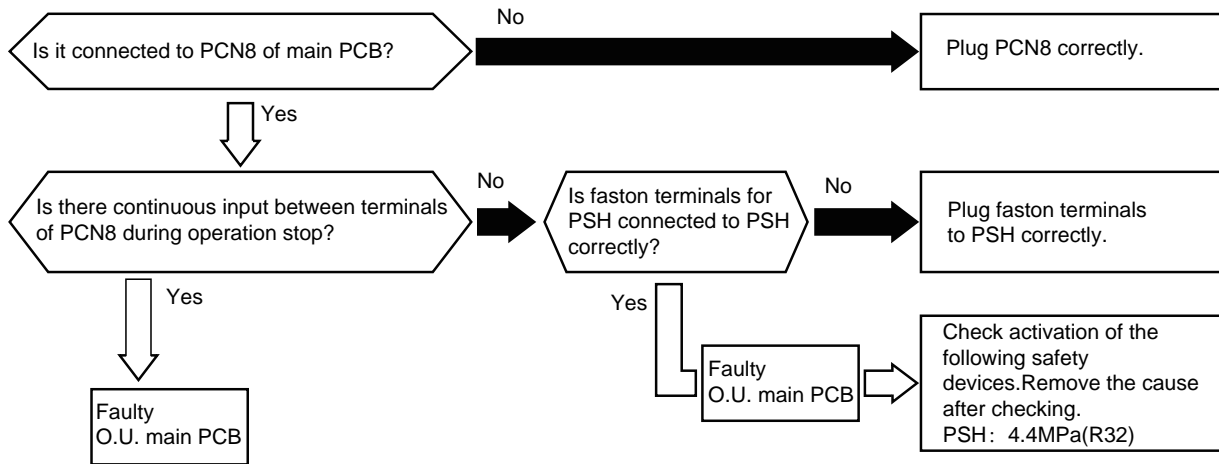 Is it connected to PCN8 of main PCB?
No
Plug PCN8 correctly.
Yes
Is there continuous input between terminals
of PCN8 during operation stop?
No
Is faston terminals for
PSH connected to PSH
correctly?
No
Plug faston terminals
to PSH correctly.
Yes
Faulty
O.U. main PCB
Yes
Faulty
O.U. main PCB
Check activation of the
following safety
devices.Remove the cause
after checking.
PSH: 4.4MPa(R32)